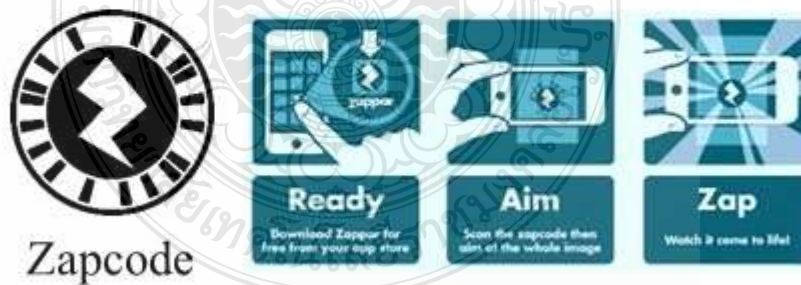 zappar
Ready
Download Zappar for
free from your app store
Aim
Scan the zapcode then
aim at the whole image
Zap
Watch it come to life!
Zapcode